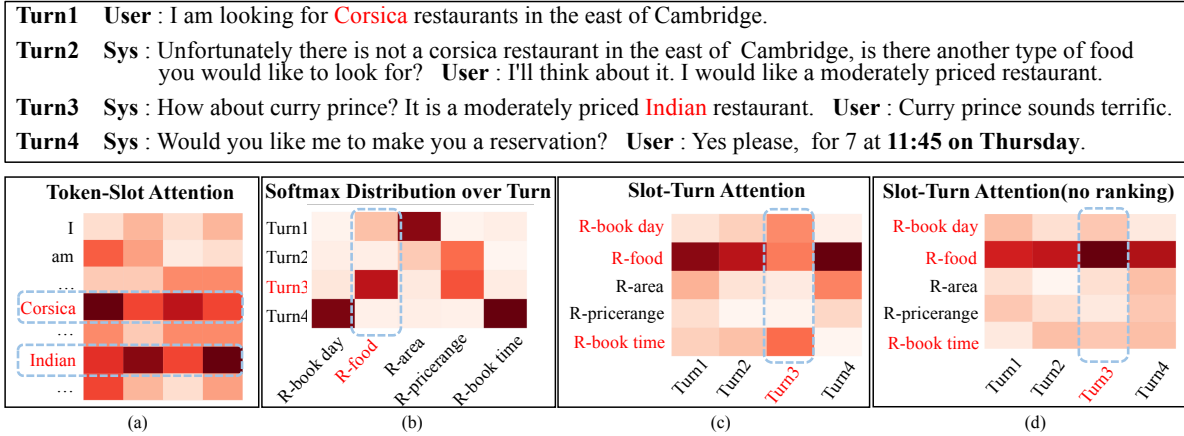 Turn1 User : I am looking for Corsica restaurants in the east of Cambridge.
Turn2 Sys : Unfortunately there is not a corsica restaurant in the east of Cambridge, is there another type of food
you would like to look for? User : I'll think about it. I would like a moderately priced restaurant.
Turn3 Sys : How about curry prince? It is a moderately priced Indian restaurant. User : Curry prince sounds terrific.
Turn4 Sys : Would you like me to make you a reservation? User : Yes please, for 7 at 11:45 on Thursday.
Token-Slot Attention
I
am
...
Corsica
...
Indian
...
(a)
Softmax Distribution over Turn
Turn1
Turn2
Turn3
Turn4
R-book day
R-food
R-area
R-pricerange
R-book time
(b)
Slot-Turn Attention
R-book day
R-food
R-area
R-pricerange
R-book time
Turn1
Turn2
Turn3
Turn4
(c)
Slot-Turn Attention(no ranking)
R-book day
R-food
R-area
R-pricerange
R-book time
Turn1
Turn2
Turn3
Turn4
(d)